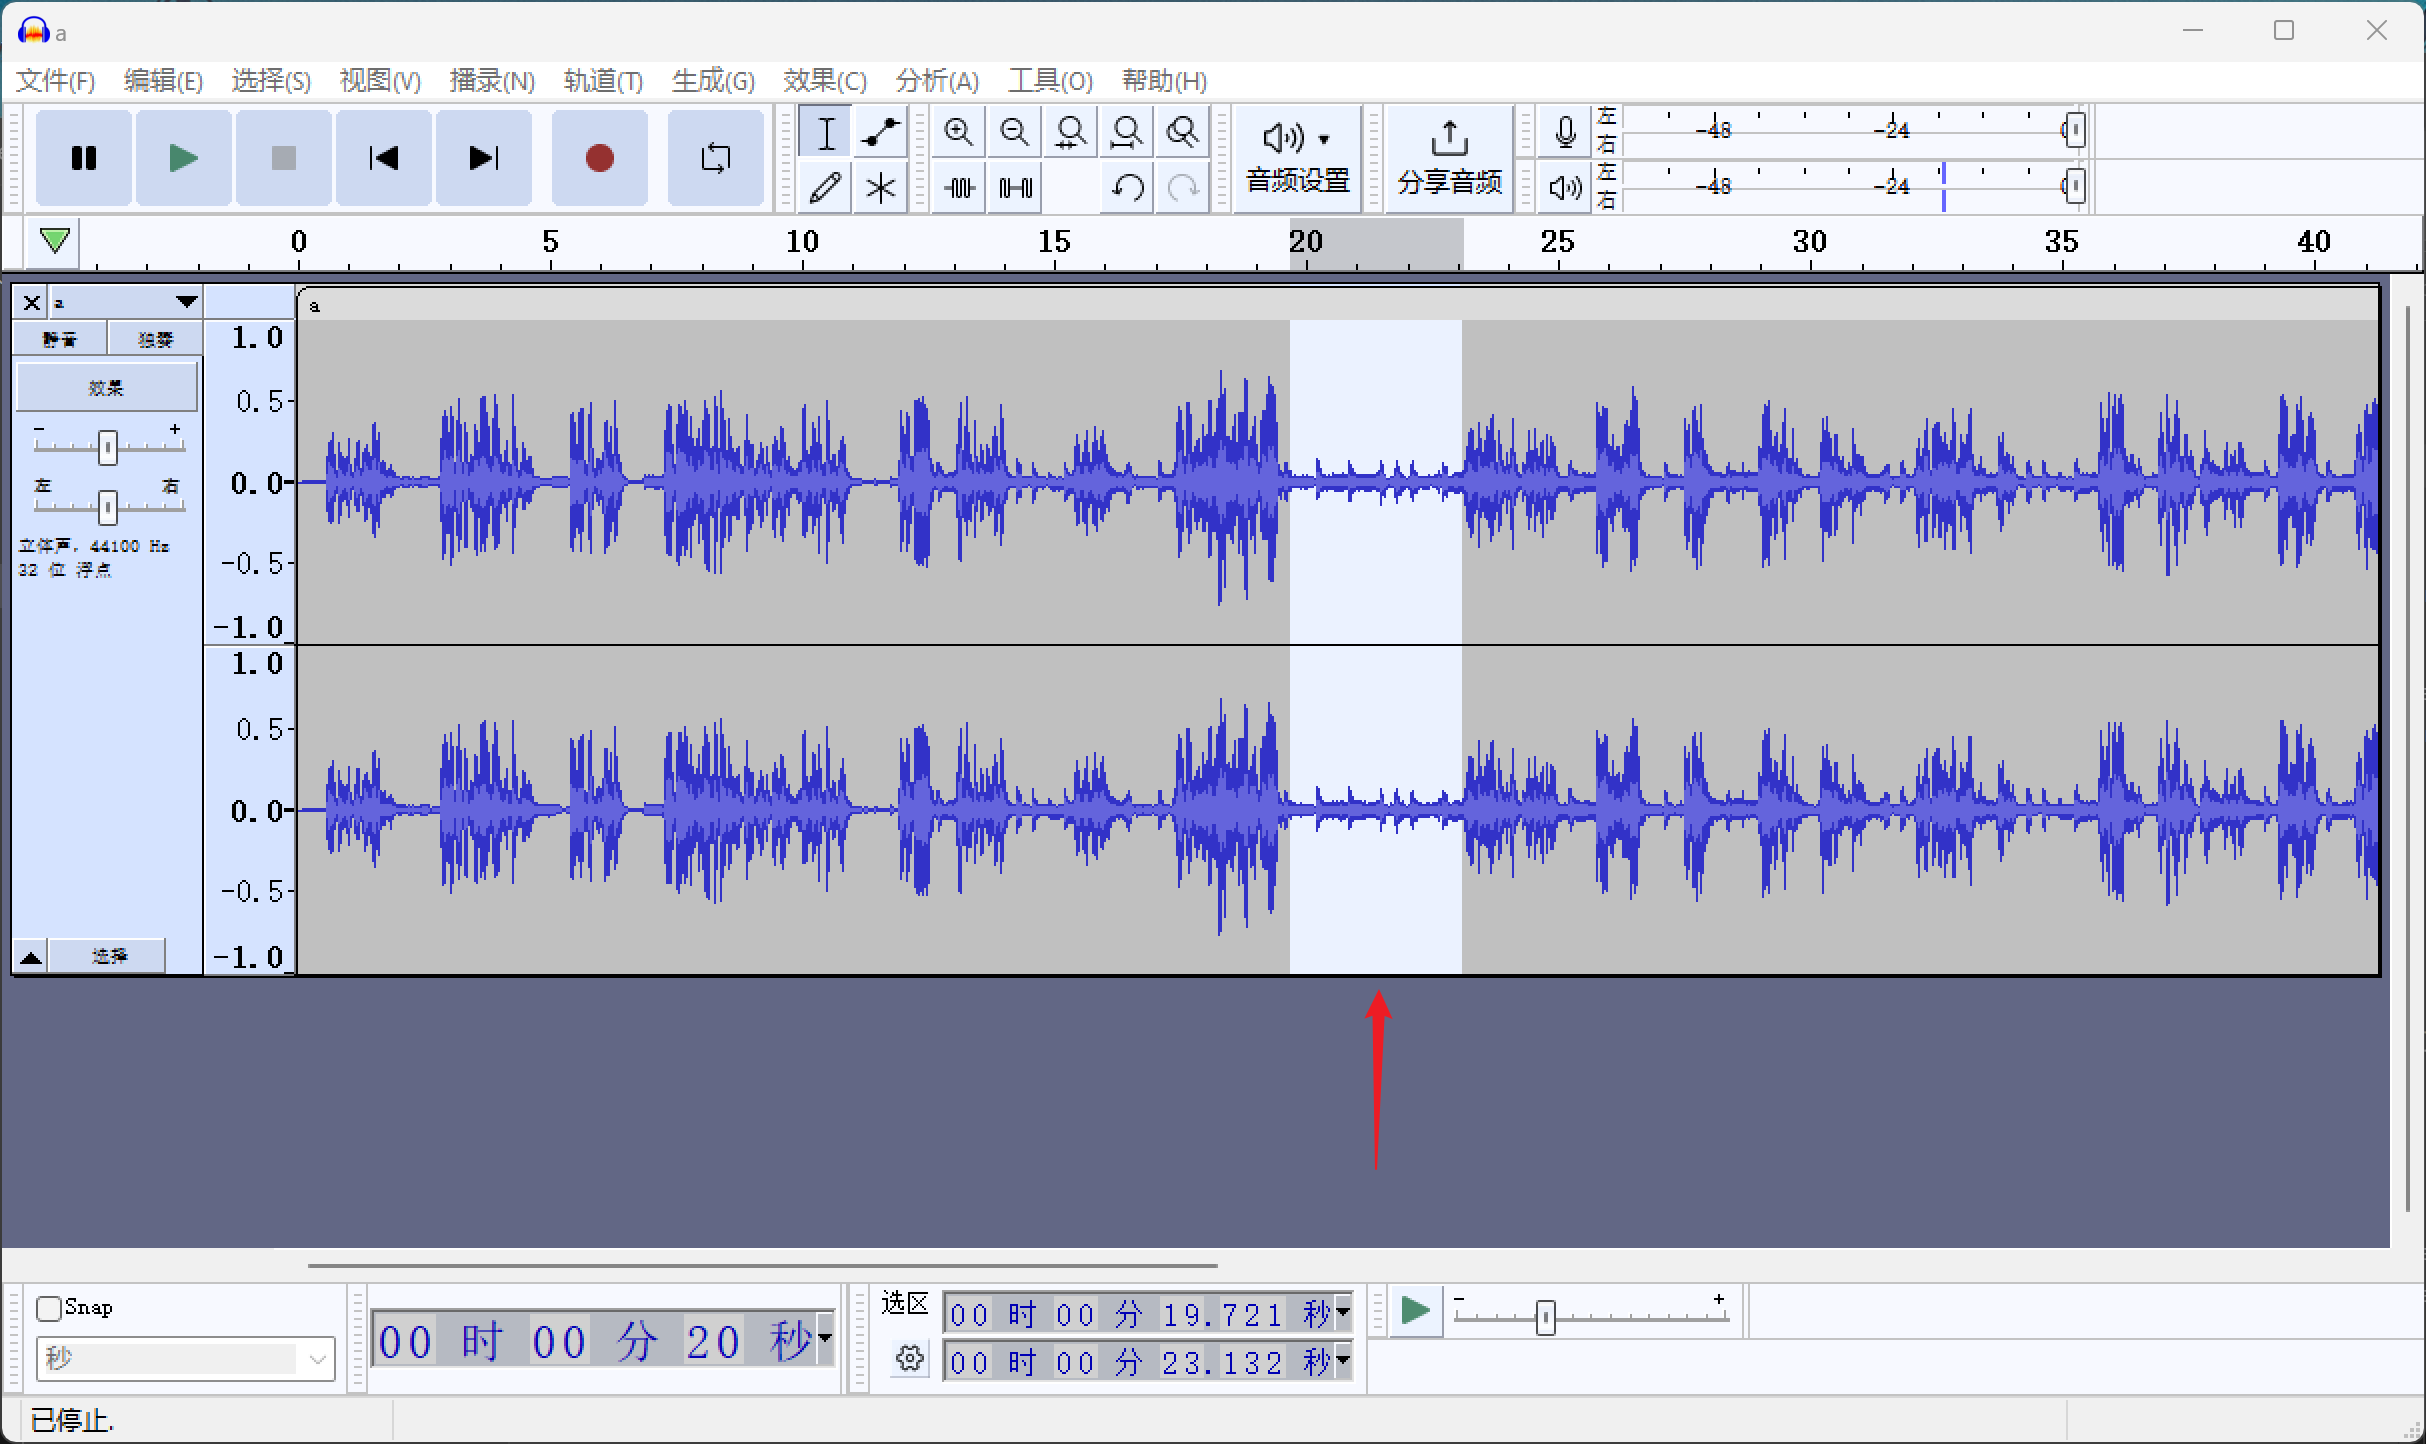 a
文件(F) 编辑(E) 选择(S) 视图(V) 播录(N) 轨道(T) 生成(G) 效果(C) 分析(A) 工具(O) 帮助(H)
音频设置
分享音频
左
右
-48 -24 0
左
右
-48 -24 0
0 5 10 15 20 25 30 35 40
a
a
静音 独奏
效果
- +
左 右
立体声, 44100 Hz
32 位 浮点
选择
1.0
0.5
0.0
-0.5
-1.0
1.0
0.5
0.0
-0.5
-1.0
Snap
秒
00 时 00 分 20 秒
选区
00 时 00 分 19.721 秒
00 时 00 分 23.132 秒
- +
已停止.